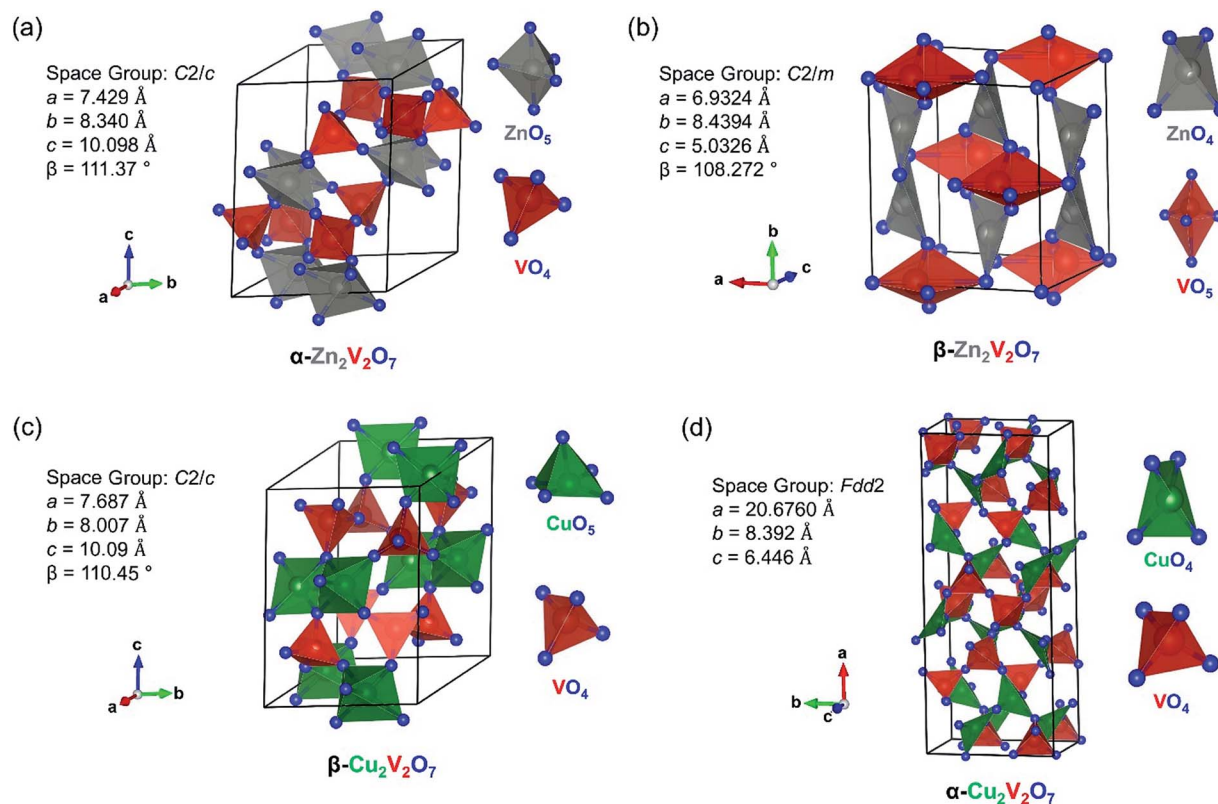 (a)
Space Group: C2/c
a = 7.429 Å
b = 8.340 Å
c = 10.098 Å
β = 111.37 °
ZnO₅
VO₄
c
b
a
α-Zn₂V₂O₇
(b)
Space Group: C2/m
a = 6.9324 Å
b = 8.4394 Å
c = 5.0326 Å
β = 108.272 °
ZnO₄
VO₅
b
c
a
β-Zn₂V₂O₇
(c)
Space Group: C2/c
a = 7.687 Å
b = 8.007 Å
c = 10.09 Å
β = 110.45 °
CuO₅
VO₄
c
b
a
β-Cu₂V₂O₇
(d)
Space Group: Fdd2
a = 20.6760 Å
b = 8.392 Å
c = 6.446 Å
CuO₄
VO₄
a
b
c
α-Cu₂V₂O₇